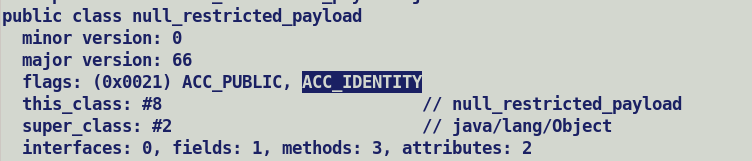 public class null_restricted_payload
minor version: 0
major version: 66
flags: (0x0021) ACC_PUBLIC, ACC_IDENTITY
this_class: #8 // null_restricted_payload
super_class: #2 // java/lang/Object
interfaces: 0, fields: 1, methods: 3, attributes: 2